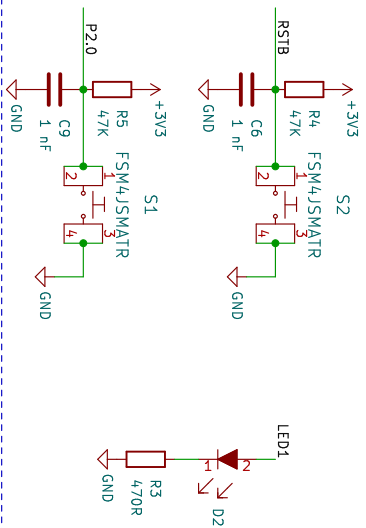 RSTB
+3V3
R4
47K
C6
1 nF
GND
FSM4JSMATR
S2
1
2
3
4
GND
P2.0
+3V3
R5
47K
C9
1 nF
GND
FSM4JSMATR
S1
1
2
3
4
GND
LED1
2
1
D2
R3
470R
GND